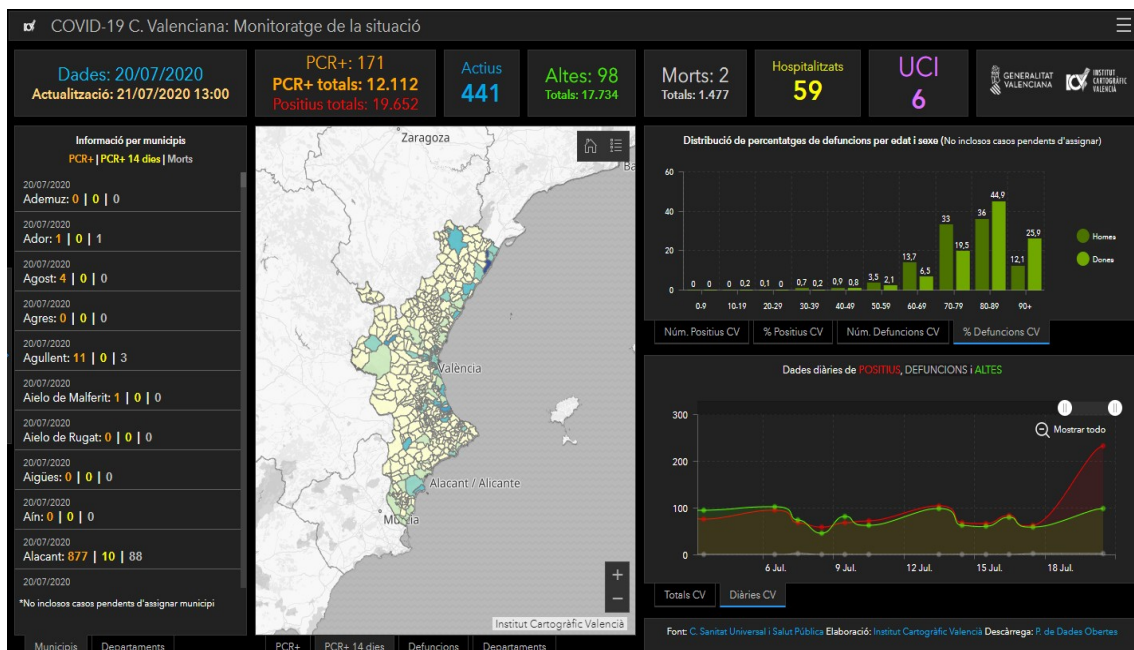 COVID-19 C. Valenciana: Monitoratge de la situació
Dades: 20/07/2020
Actualització: 21/07/2020 13:00
PCR+: 171
PCR+ totals: 12.112
Positius totals: 19.652
Actius
441
Altes: 98
Totals: 17.734
Morts: 2
Totals: 1.477
Hospitalitzats
59
UCI
6
GENERALITAT
VALENCIANA
INSTITUT
CARTOGRÀFIC
VALENCIÀ
Informació per municipis
PCR+ | PCR+ 14 dies | Morts
20/07/2020
Ademuz: 0 | 0 | 0
20/07/2020
Ador: 1 | 0 | 1
20/07/2020
Agost: 4 | 0 | 0
20/07/2020
Agres: 0 | 0 | 0
20/07/2020
Agullent: 11 | 0 | 3
20/07/2020
Aielo de Malferit: 1 | 0 | 0
20/07/2020
Aielo de Rugat: 0 | 0 | 0
20/07/2020
Aigües: 0 | 0 | 0
20/07/2020
Aín: 0 | 0 | 0
20/07/2020
Alacant: 877 | 10 | 88
20/07/2020
*No inclosos casos pendents d'assignar municipi
Municipis Departaments
Zaragoza
Ba
València
Alacant / Alicante
Murcia
+
−
Institut Cartogràfic Valencià
PCR+ PCR+ 14 dies Defuncions Departaments
Distribució de percentatges de defuncions per edat i sexe (No inclosos casos pendents d'assignar)
60
40
20
0
0 0 0 0,2 0,1 0 0,7 0,2 0,9 0,8 3,5 2,1 13,7 6,5 33 19,5 36 44,9 12,1 25,9
0-9 10-19 20-29 30-39 40-49 50-59 60-69 70-79 80-89 90+
Homes
Dones
Núm. Positius CV % Positius CV Núm. Defuncions CV % Defuncions CV
Dades diàries de POSITIUS, DEFUNCIONS i ALTES
Mostrar todo
300
200
100
0
6 Jul. 9 Jul. 12 Jul. 15 Jul. 18 Jul.
Totals CV Diàries CV
Font: C. Sanitat Universal i Salut Pública Elaboració: Institut Cartogràfic Valencià Descàrrega: P. de Dades Obertes